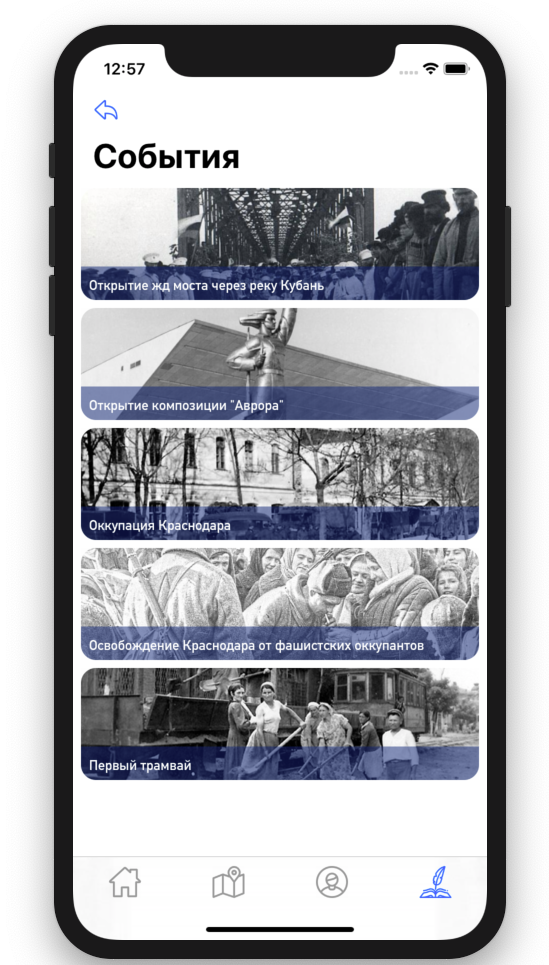 12:57
События
Открытие жд моста через реку Кубань
Открытие композиции "Аврора"
Оккупация Краснодара
Освобождение Краснодара от фашистских оккупантов
Первый трамвай